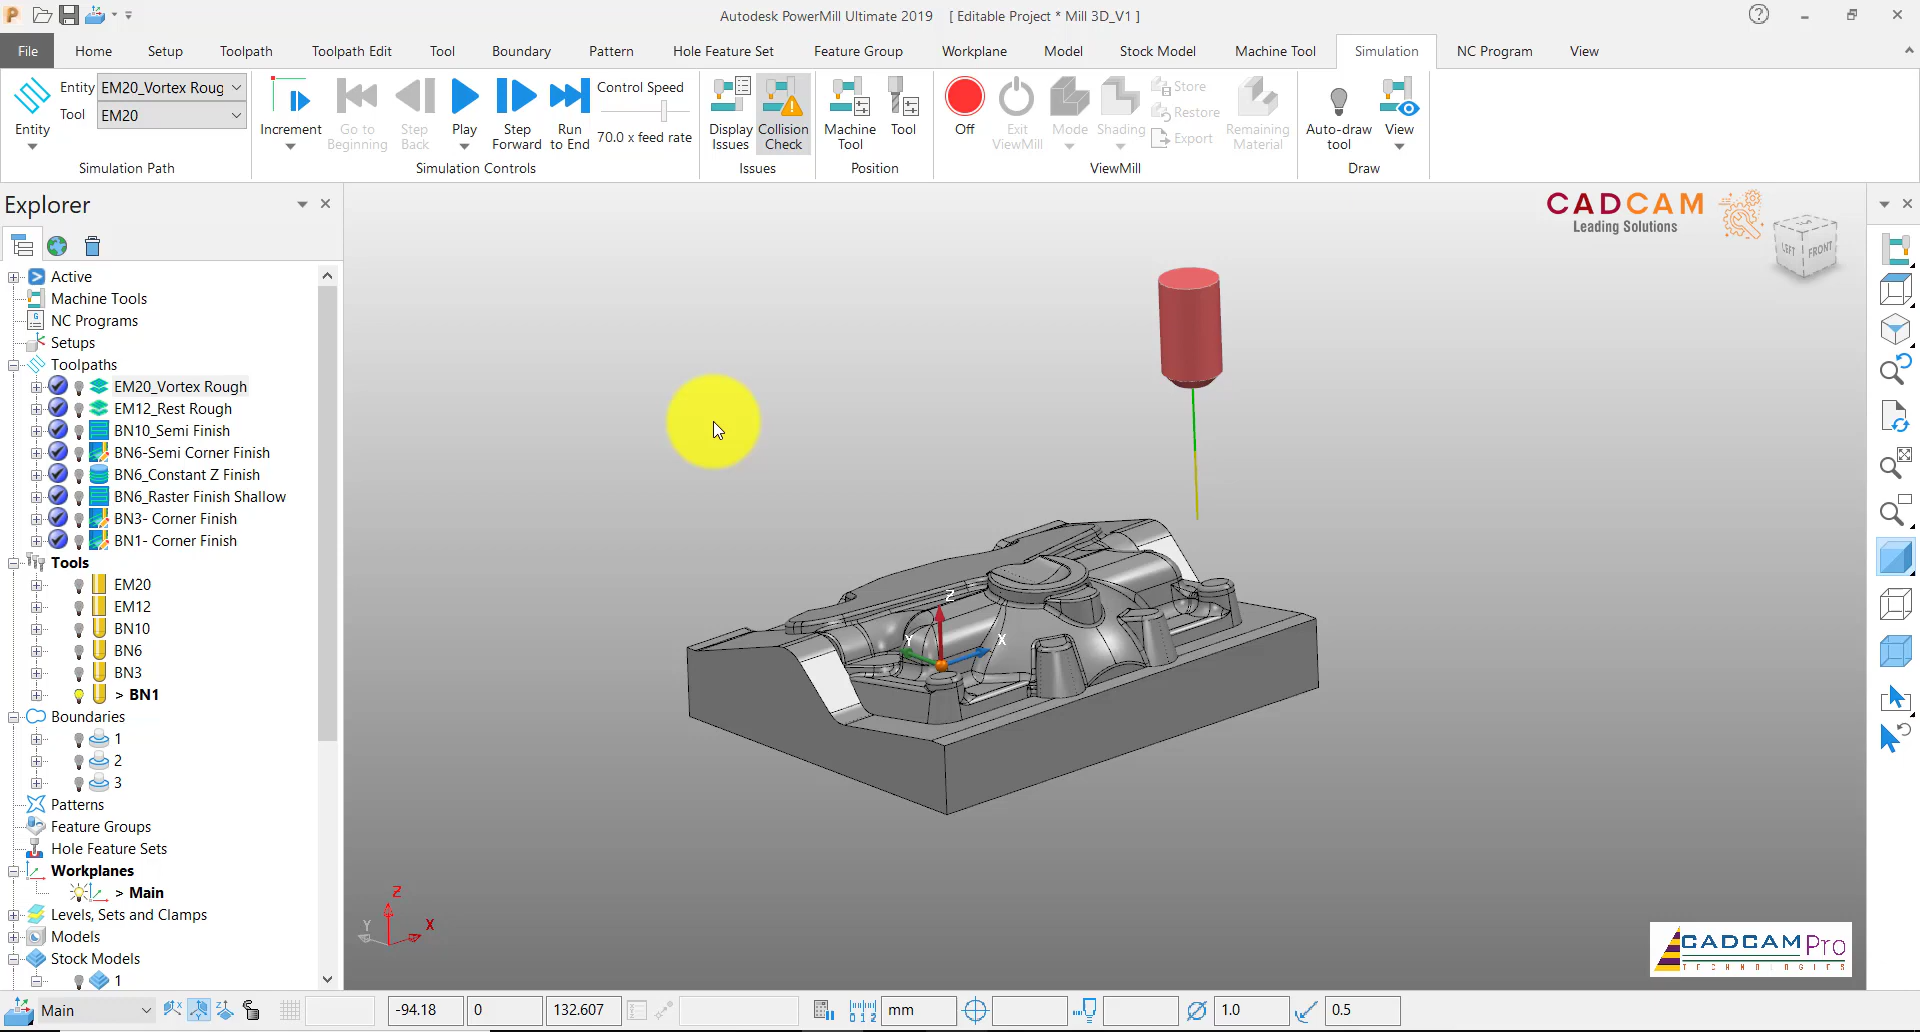 Autodesk PowerMill Ultimate 2019 [ Editable Project * Mill 3D_V1 ]
File Home Setup Toolpath Toolpath Edit Tool Boundary Pattern Hole Feature Set Feature Group Workplane Model Stock Model Machine Tool Simulation NC Program View
Entity
Entity EM20_Vortex Roug
Tool EM20
Simulation Path
Increment
Go to Beginning
Step Back
Play
Step Forward
Run to End
Control Speed
70.0 x feed rate
Simulation Controls
Display Issues
Collision Check
Issues
Machine Tool
Tool
Position
Off
Exit ViewMill
Mode
Shading
Store
Restore
Export
Remaining Material
ViewMill
Auto-draw tool
View
Draw
Explorer
Active
Machine Tools
NC Programs
Setups
Toolpaths
EM20_Vortex Rough
EM12_Rest Rough
BN10_Semi Finish
BN6-Semi Corner Finish
BN6_Constant Z Finish
BN6_Raster Finish Shallow
BN3- Corner Finish
BN1- Corner Finish
Tools
EM20
EM12
BN10
BN6
BN3
> BN1
Boundaries
1
2
3
Patterns
Feature Groups
Hole Feature Sets
Workplanes
> Main
Levels, Sets and Clamps
Models
Stock Models
1
CADCAM
Leading Solutions
LEFT FRONT
Z
Y
X
Z
Y
X
CADCAM Pro
TECHNOLOGIES
Main -94.18 0 132.607 mm 1.0 0.5